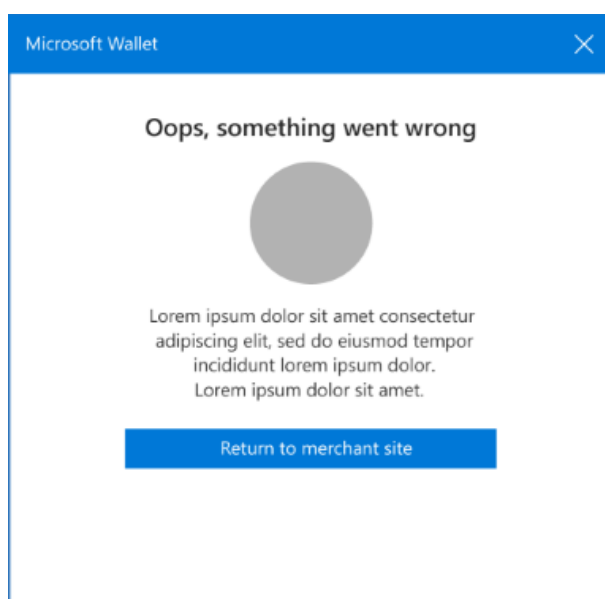 Microsoft Wallet
Oops, something went wrong
Lorem ipsum dolor sit amet consectetur
adipiscing elit, sed do eiusmod tempor
incididunt lorem ipsum dolor.
Lorem ipsum dolor sit amet.
Return to merchant site